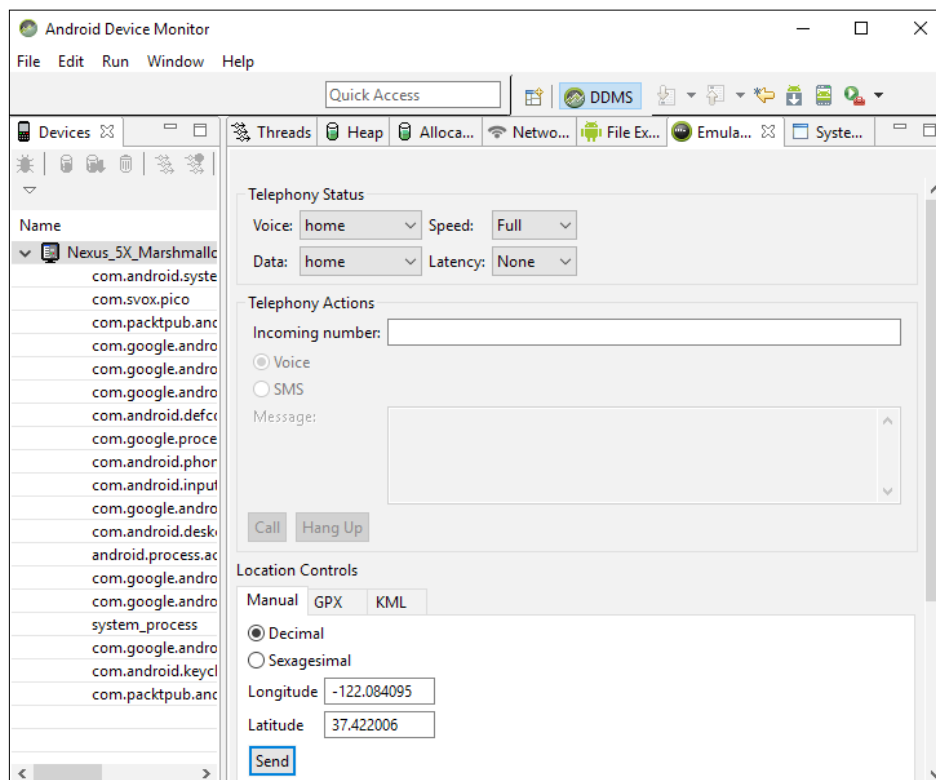 Android Device Monitor
File Edit Run Window Help
Quick Access
DDMS
Devices
Threads Heap Alloca... Netwo... File Ex... Emula... Syste...
Name
Nexus_5X_Marshmallc
com.android.syste
com.svox.pico
com.packtpub.anc
com.google.andro
com.google.andro
com.google.andro
com.android.defco
com.google.proce
com.android.phor
com.android.input
com.google.andro
com.android.desk
android.process.ac
com.google.andro
com.google.andro
system_process
com.google.andro
com.android.keycl
com.packtpub.anc
Telephony Status
Voice: home Speed: Full
Data: home Latency: None
Telephony Actions
Incoming number:
Voice
SMS
Message:
Call Hang Up
Location Controls
Manual GPX KML
Decimal
Sexagesimal
Longitude -122.084095
Latitude 37.422006
Send